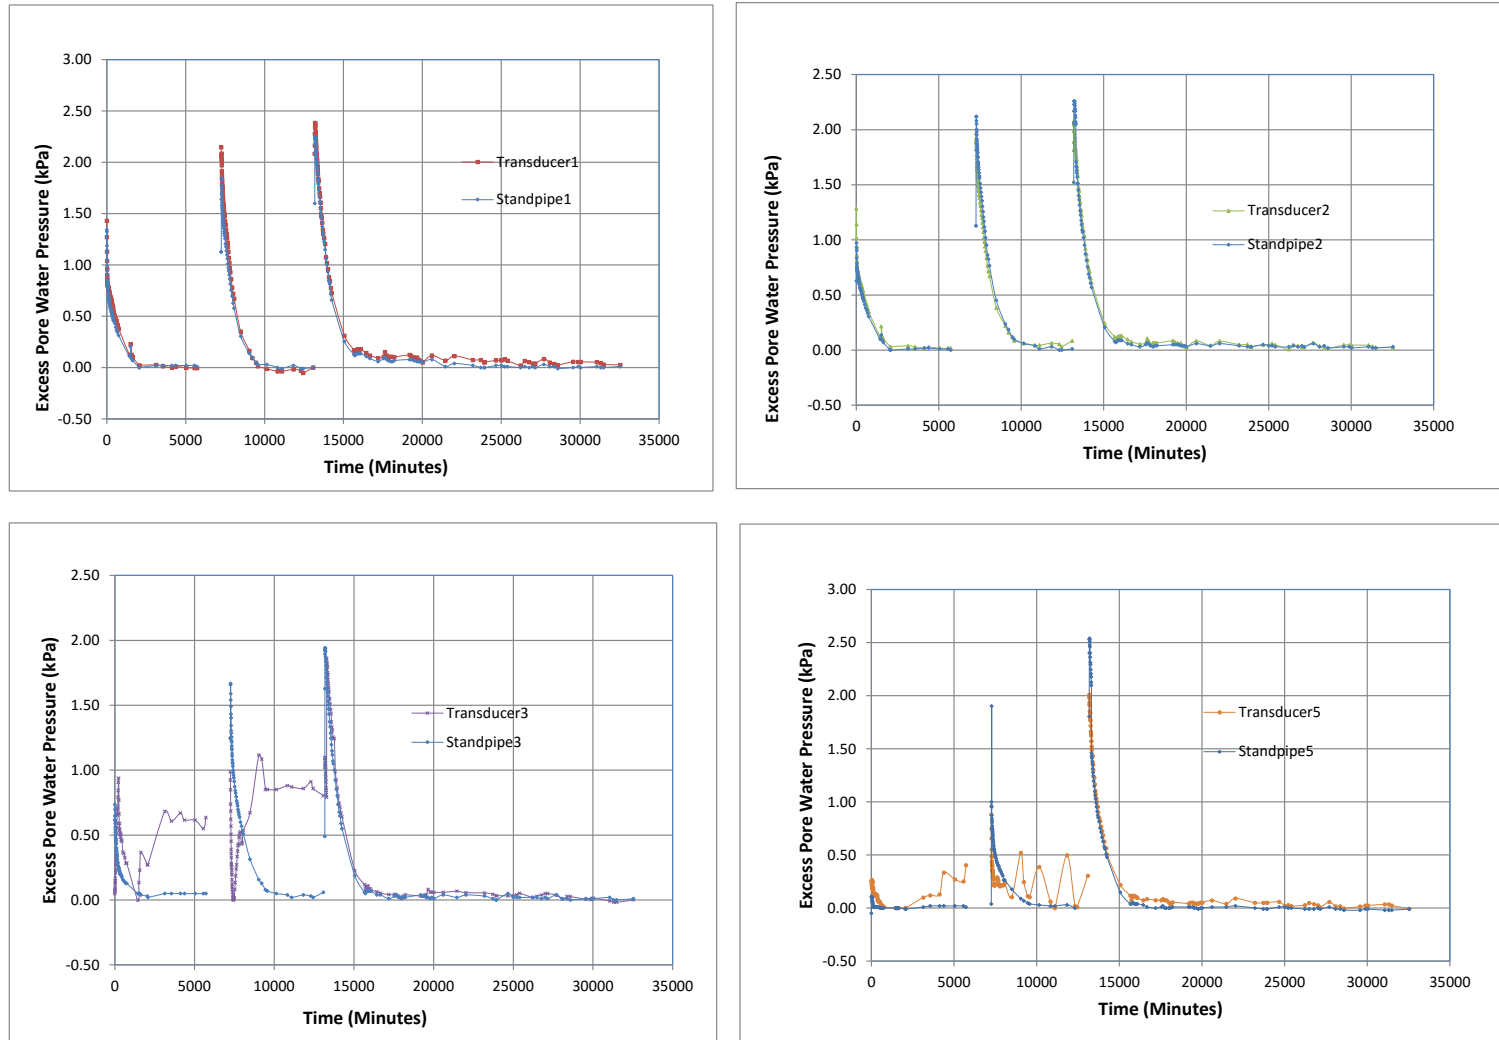 3.00
2.50
2.00
1.50
1.00
0.50
0.00
-0.50
Excess Pore Water Pressure (kPa)
Transducer1
Standpipe1
0 5000 10000 15000 20000 25000 30000 35000
Time (Minutes)
2.50
2.00
1.50
1.00
0.50
0.00
-0.50
Excess Pore Water Pressure (kPa)
Transducer2
Standpipe2
0 5000 10000 15000 20000 25000 30000 35000
Time (Minutes)
2.50
2.00
1.50
1.00
0.50
0.00
-0.50
Excess Pore Water Pressure (kPa)
Transducer3
Standpipe3
0 5000 10000 15000 20000 25000 30000 35000
Time (Minutes)
3.00
2.50
2.00
1.50
1.00
0.50
0.00
-0.50
Excess Pore Water Pressure (kPa)
Transducer5
Standpipe5
0 5000 10000 15000 20000 25000 30000 35000
Time (Minutes)